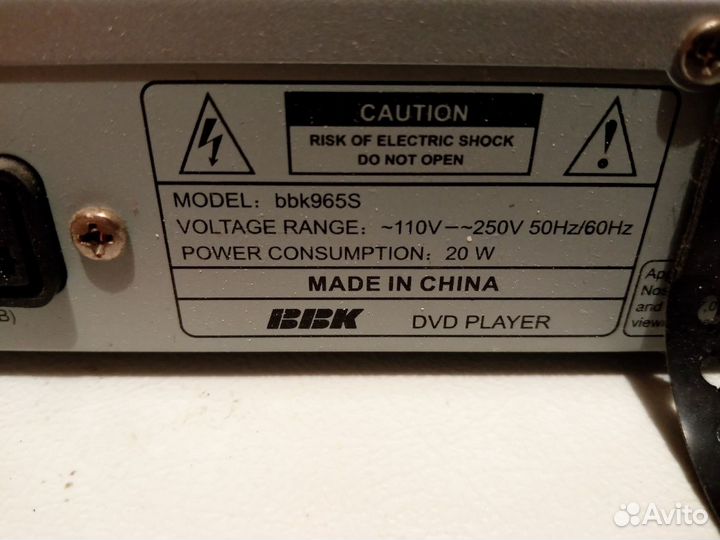 CAUTION
RISK OF ELECTRIC SHOCK
DO NOT OPEN
MODEL: bbk965S
VOLTAGE RANGE: ~110V-~250V 50Hz/60Hz
POWER CONSUMPTION: 20 W
MADE IN CHINA
BBK DVD PLAYER
B)
and
Avito